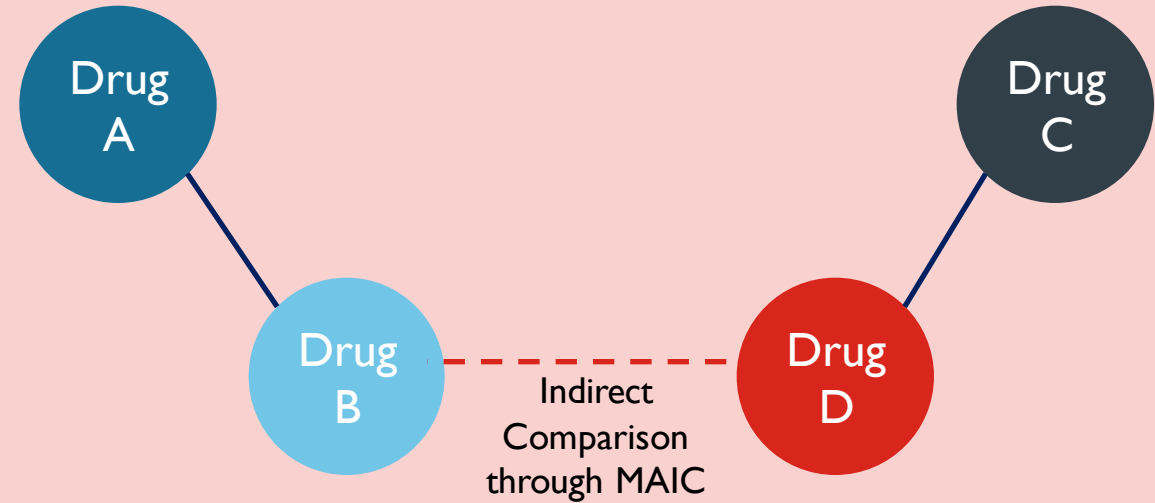 Drug
A
Drug
C
Drug
B
Drug
D
Indirect
Comparison
through MAIC